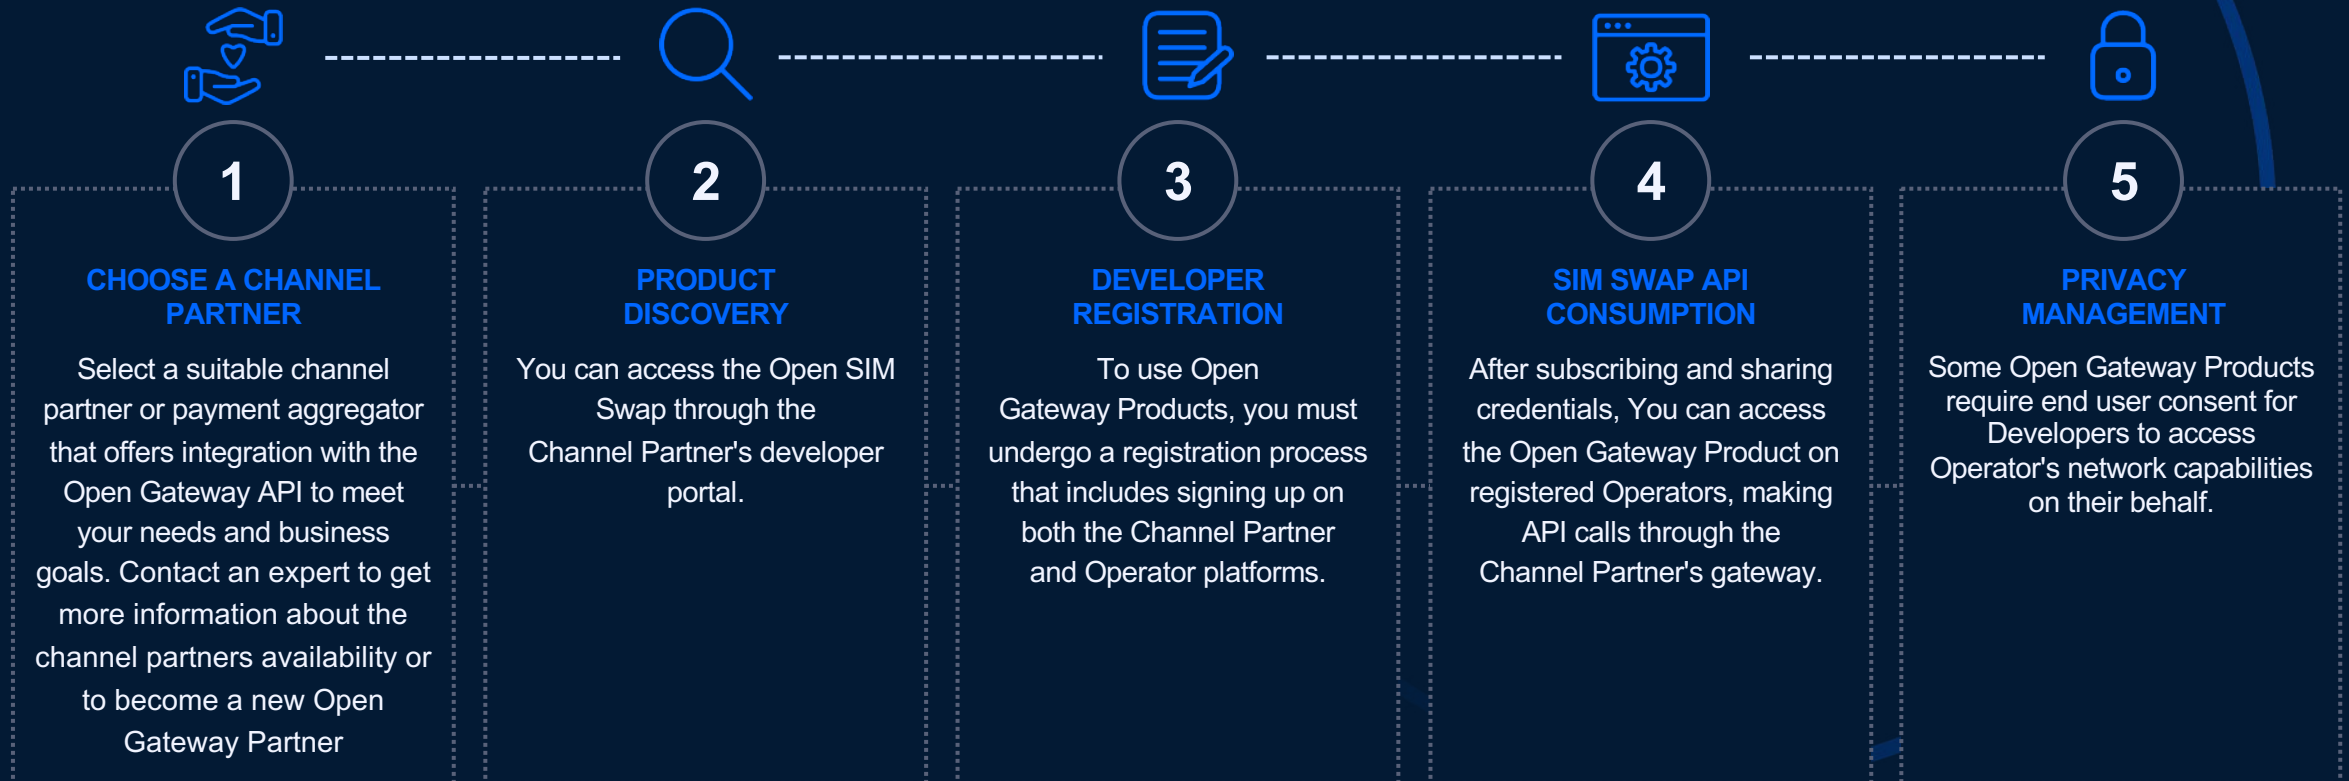 1
CHOOSE A CHANNEL
PARTNER
Select a suitable channel
partner or payment aggregator
that offers integration with the
Open Gateway API to meet
your needs and business
goals. Contact an expert to get
more information about the
channel partners availability or
to become a new Open
Gateway Partner
2
PRODUCT
DISCOVERY
You can access the Open SIM
Swap through the
Channel Partner's developer
portal.
3
DEVELOPER
REGISTRATION
To use Open
Gateway Products, you must
undergo a registration process
that includes signing up on
both the Channel Partner
and Operator platforms.
4
SIM SWAP API
CONSUMPTION
After subscribing and sharing
credentials, You can access
the Open Gateway Product on
registered Operators, making
API calls through the
Channel Partner's gateway.
5
PRIVACY
MANAGEMENT
Some Open Gateway Products
require end user consent for
Developers to access
Operator's network capabilities
on their behalf.